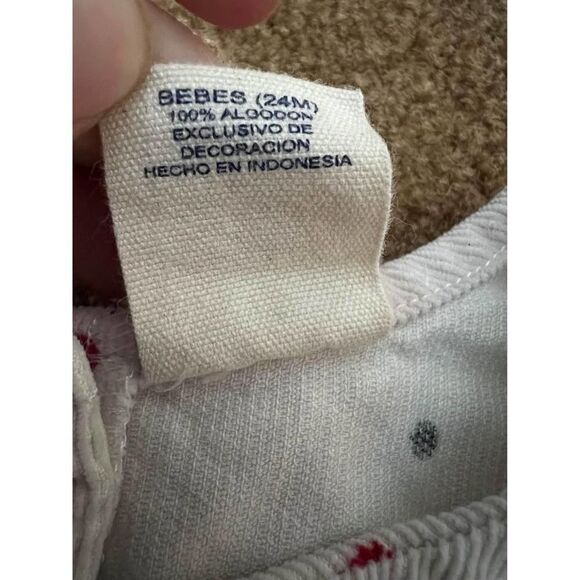 BEBES (24M)
100% ALGODON
EXCLUSIVO DE
DECORACION
HECHO EN INDONESIA